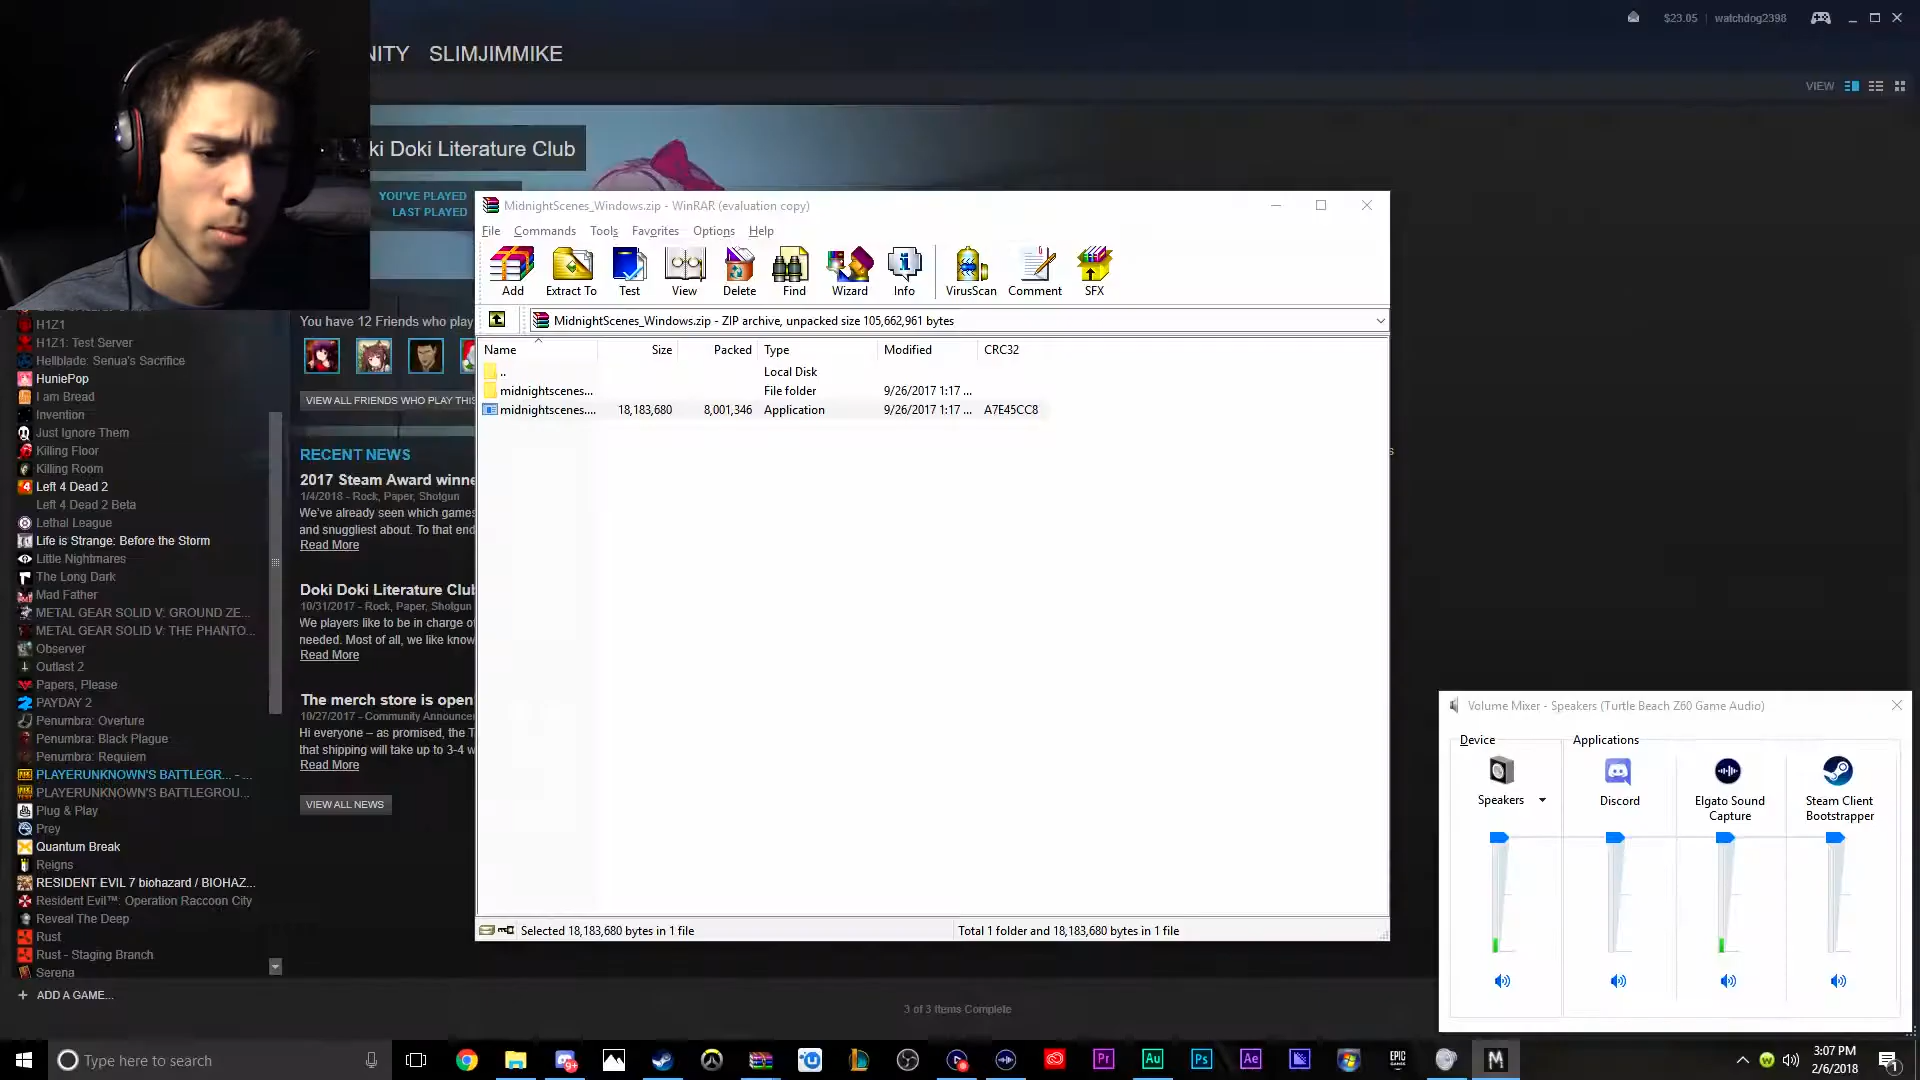 $23.05 | watchdog2398
NITY SLIMJIMMIKE
VIEW
ki Doki Literature Club
YOU'VE PLAYED
LAST PLAYED
MidnightScenes_Windows.zip - WinRAR (evaluation copy)
File Commands Tools Favorites Options Help
Add Extract To Test View Delete Find Wizard Info VirusScan Comment SFX
MidnightScenes_Windows.zip - ZIP archive, unpacked size 105,662,961 bytes
Name Size Packed Type Modified CRC32
.. Local Disk
midnightscenes... File folder 9/26/2017 1:17 ...
midnightscenes.... 18,183,680 8,001,346 Application 9/26/2017 1:17 ... A7E45CC8
Selected 18,183,680 bytes in 1 file Total 1 folder and 18,183,680 bytes in 1 file
H1Z1
H1Z1: Test Server
Hellblade: Senua's Sacrifice
HuniePop
I am Bread
Invention
Just Ignore Them
Killing Floor
Killing Room
Left 4 Dead 2
Left 4 Dead 2 Beta
Lethal League
Life is Strange: Before the Storm
Little Nightmares
The Long Dark
Mad Father
METAL GEAR SOLID V: GROUND ZE...
METAL GEAR SOLID V: THE PHANTO...
Observer
Outlast 2
Papers, Please
PAYDAY 2
Penumbra: Overture
Penumbra: Black Plague
Penumbra: Requiem
PLAYERUNKNOWN'S BATTLEGR... - ...
PLAYERUNKNOWN'S BATTLEGROU...
Plug & Play
Prey
Quantum Break
Reigns
RESIDENT EVIL 7 biohazard / BIOHAZ...
Resident Evil™: Operation Raccoon City
Reveal The Deep
Rust
Rust - Staging Branch
Serena
+ ADD A GAME...
You have 12 Friends who play
VIEW ALL FRIENDS WHO PLAY THIS
RECENT NEWS
2017 Steam Award winne
1/4/2018 - Rock, Paper, Shotgun
We've already seen which games
and snuggliest about. To that end
Read More
Doki Doki Literature Clu
10/31/2017 - Rock, Paper, Shotgun
We players like to be in charge o
needed. Most of all, we like know
Read More
The merch store is open
10/27/2017 - Community Announce
Hi everyone – as promised, the T
that shipping will take up to 3-4 w
Read More
VIEW ALL NEWS
s
3 of 3 Items Complete
Volume Mixer - Speakers (Turtle Beach Z60 Game Audio)
Device Applications
Speakers
Discord
Elgato Sound
Capture
Steam Client
Bootstrapper
Type here to search
Pr Au Ps Ae EPIC GAMES M
3:07 PM
2/6/2018
1